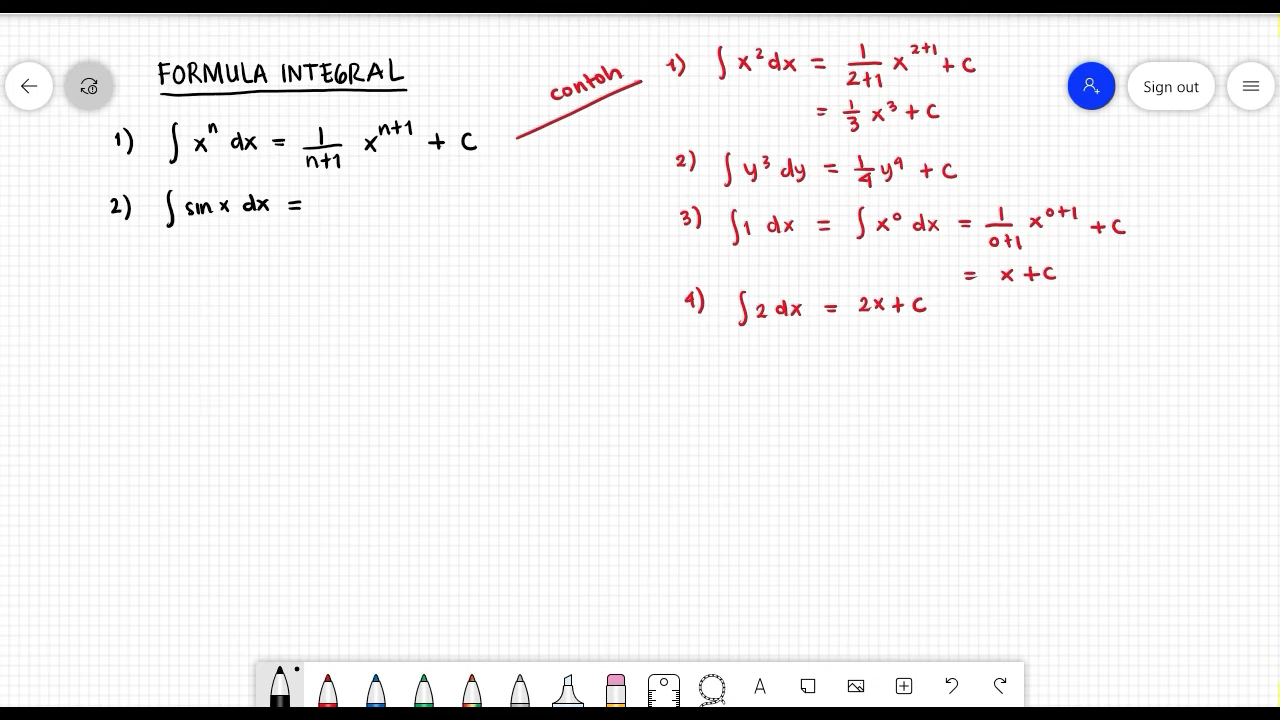 FORMULA INTEGRAL
1) ∫ xⁿ dx = 1/(n+1) xⁿ⁺¹ + C
2) ∫ sin x dx =
contoh
1) ∫ x² dx = 1/(2+1) x²⁺¹ + C
= 1/3 x³ + C
2) ∫ y³ dy = 1/4 y⁴ + C
3) ∫ 1 dx = ∫ x⁰ dx = 1/(0+1) x⁰⁺¹ + C
= x + C
4) ∫ 2 dx = 2x + C
Sign out
A